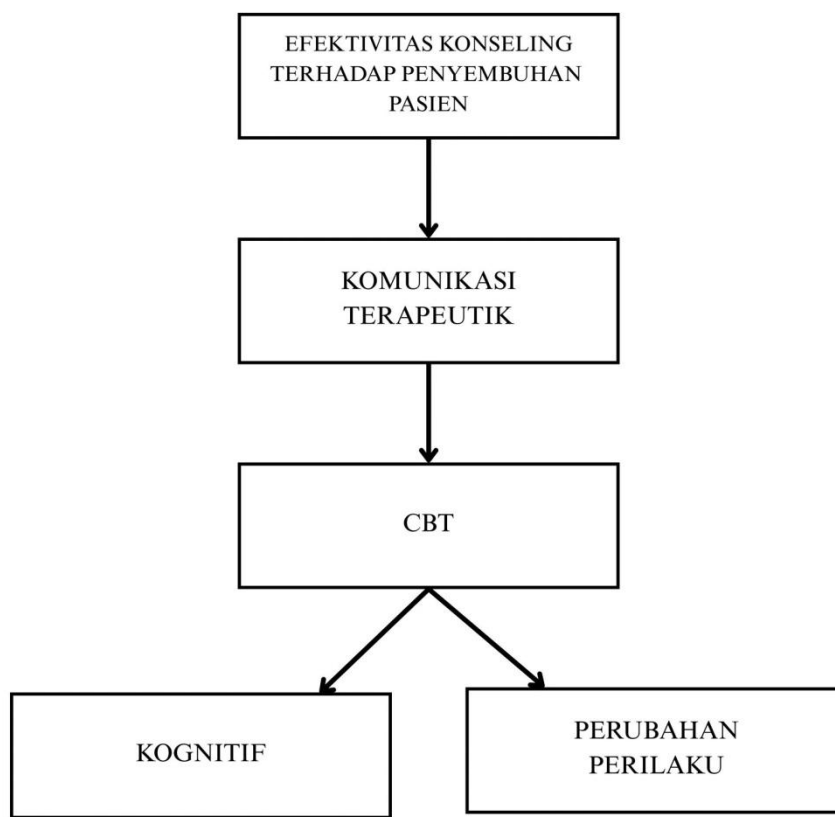 EFEKTIVITAS KONSELING
TERHADAP PENYEMBUHAN
PASIEN
KOMUNIKASI
TERAPEUTIK
CBT
KOGNITIF
PERUBAHAN
PERILAKU